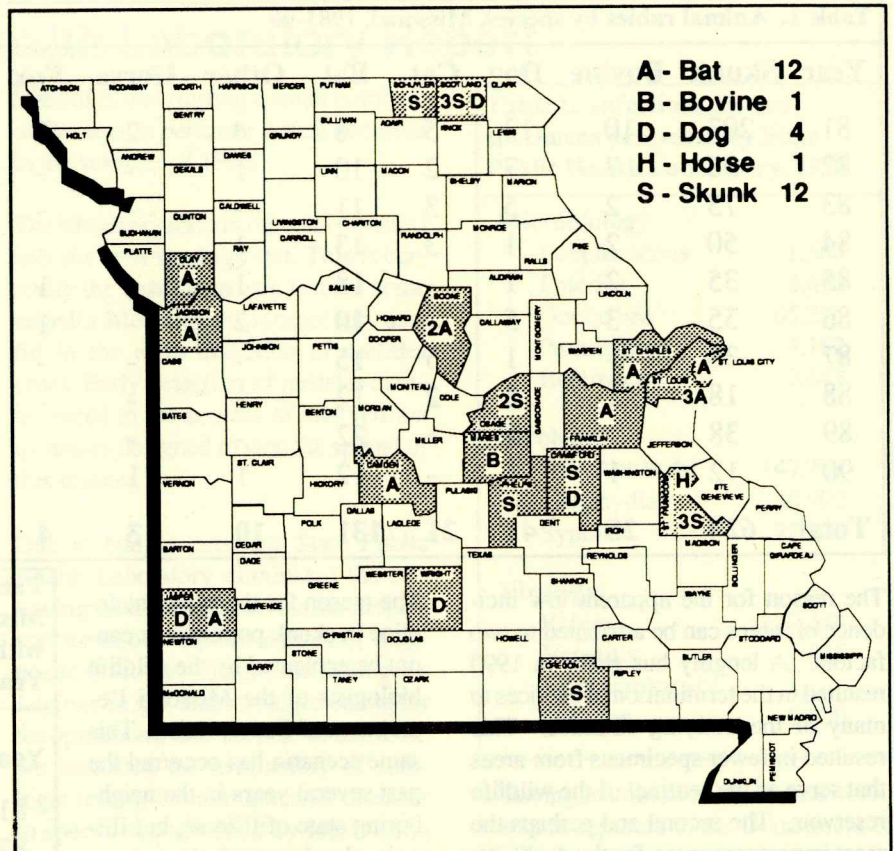 A - Bat 12
B - Bovine 1
D - Dog 4
H - Horse 1
S - Skunk 12
ATCHISON NODAWAY WORTH HARRISON MERCER PUTNAM SCHUYLER SCOTLAND CLARK
S 3S D
HOLT GENTRY SULLIVAN ADAIR KNOX LEWIS
ANDREW DEKALB DAVIES GRUNDY LINN MACON SHELBY MARION
BUCHANAN CLINTON CALDWELL LIVINGSTON CHARITON RANDOLPH MONROE RALLS PIKE
PLATTE CLAY RAY CARROLL SALINE HOWARD BOONE AUDRAIN LINCOLN
A
JACKSON LAFAYETTE COOPER CALLAWAY MONTGOMERY WARREN ST CHARLES ST LOUIS CITY
A 2A A A
CASS JOHNSON PETTIS MONITEAU COLE OSAGE GASCONADE FRANKLIN ST LOUIS
2S A 3A
BATES HENRY BENTON MORGAN MILLER MARIES CRAWFORD WASHINGTON JEFFERSON
B S D
VERNON ST. CLAIR HICKORY CAMDEN PULASKI PHELPS ST FRANCOIS STE GENEVIEVE PERRY
A S H 3S
BARTON CEDAR POLK DALLAS LACLEDE TEXAS DENT IRON REYNOLDS MADISON BOLLINGER CAPE GIRARDEAU
DADE GREENE WEBSTER WRIGHT SHANNON WAYNE SCOTT
D
JASPER LAWRENCE CHRISTIAN DOUGLAS HOWELL CARTER BUTLER MISSISSIPPI
D A
NEWTON BARRY STONE TANEY OZARK OREGON RIPLEY
S
McDONALD NEW MADRID
DUNKLIN PEMISCOT